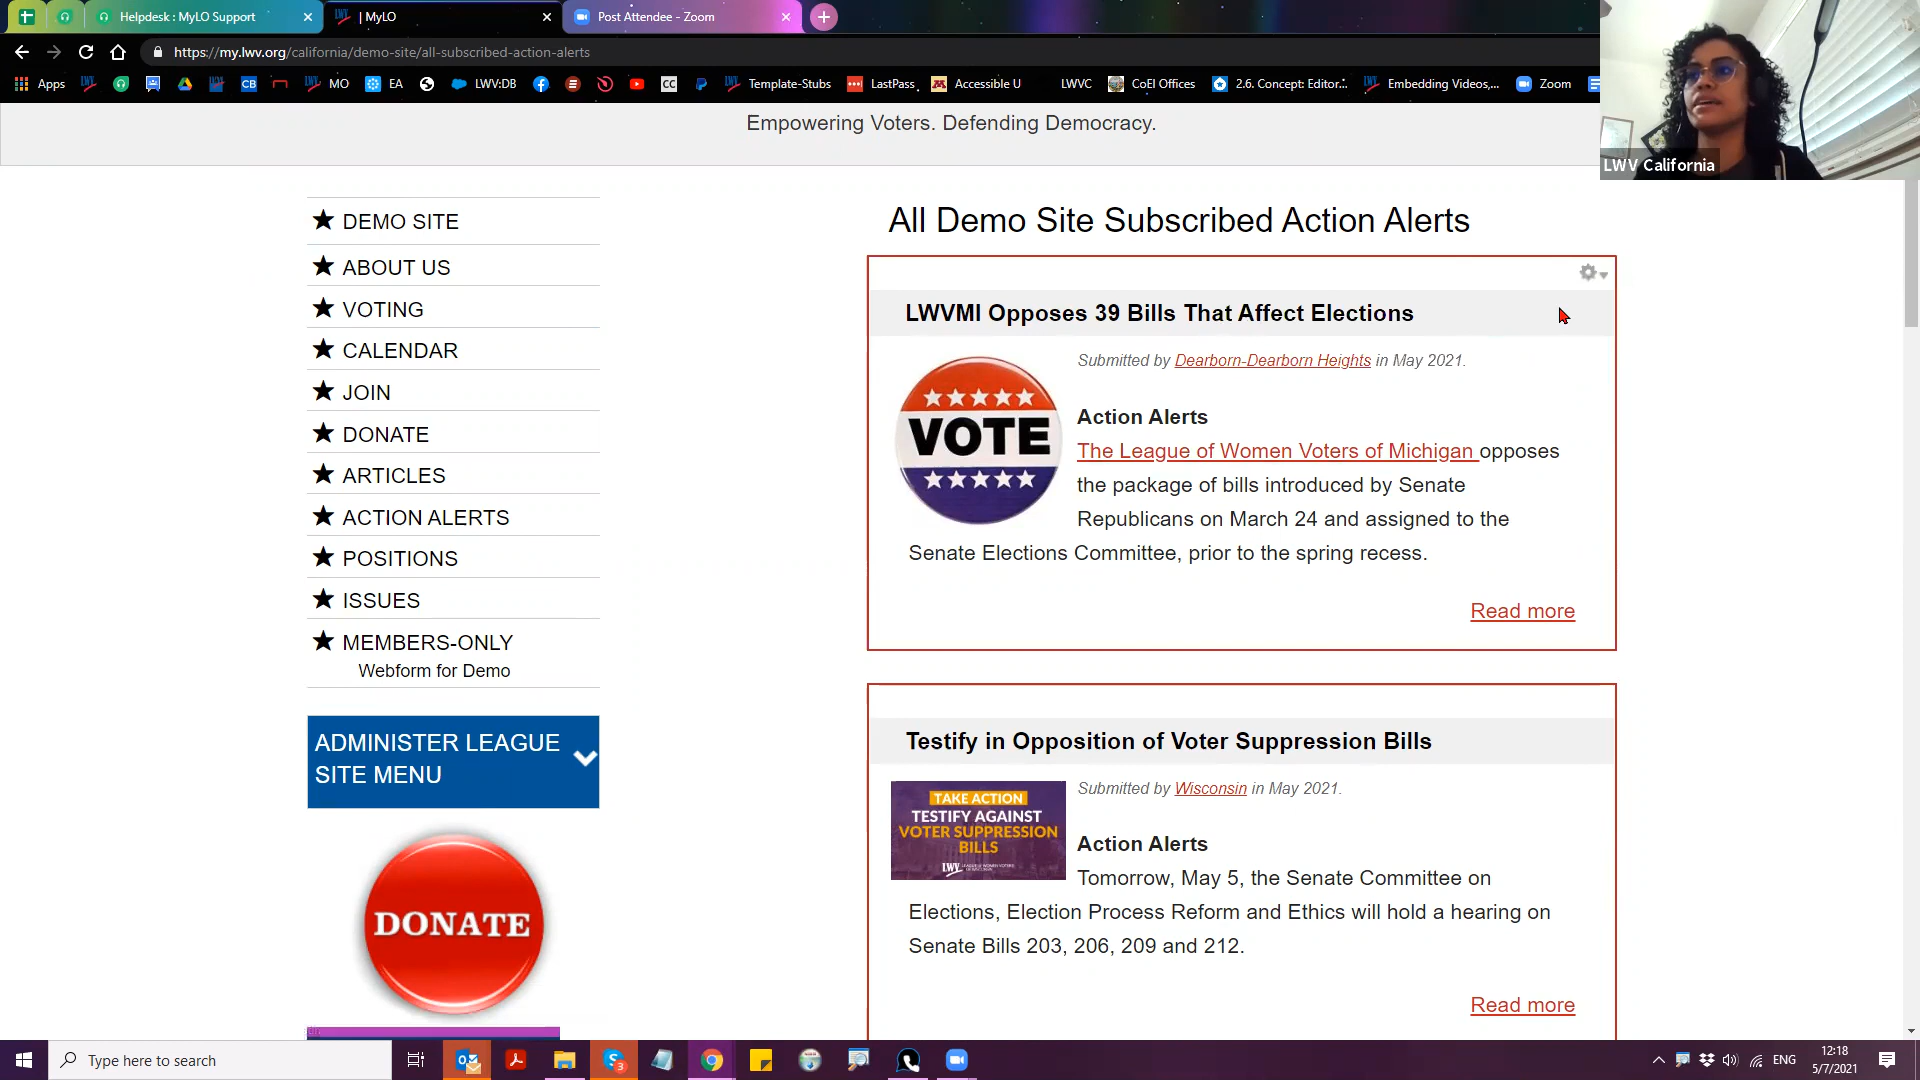 Helpdesk : MyLO Support
| MyLO
Post Attendee - Zoom
https://my.lwv.org/california/demo-site/all-subscribed-action-alerts
Apps
MO
EA
LWV:DB
CC
CB
Template-Stubs
LastPass
Accessible U
LWVC
CoEI Offices
2.6. Concept: Editor...
Embedding Videos,...
Zoom
LWV California
Empowering Voters. Defending Democracy.
★ DEMO SITE
★ ABOUT US
★ VOTING
★ CALENDAR
★ JOIN
★ DONATE
★ ARTICLES
★ ACTION ALERTS
★ POSITIONS
★ ISSUES
★ MEMBERS-ONLY
Webform for Demo
ADMINISTER LEAGUE
SITE MENU
DONATE
All Demo Site Subscribed Action Alerts
LWVMI Opposes 39 Bills That Affect Elections
VOTE
Submitted by Dearborn-Dearborn Heights in May 2021.
Action Alerts
The League of Women Voters of Michigan opposes
the package of bills introduced by Senate
Republicans on March 24 and assigned to the
Senate Elections Committee, prior to the spring recess.
Read more
Testify in Opposition of Voter Suppression Bills
TAKE ACTION
TESTIFY AGAINST
VOTER SUPPRESSION
BILLS
LWV
Submitted by Wisconsin in May 2021.
Action Alerts
Tomorrow, May 5, the Senate Committee on
Elections, Election Process Reform and Ethics will hold a hearing on
Senate Bills 203, 206, 209 and 212.
Read more
Type here to search
3
ENG
12:18
5/7/2021